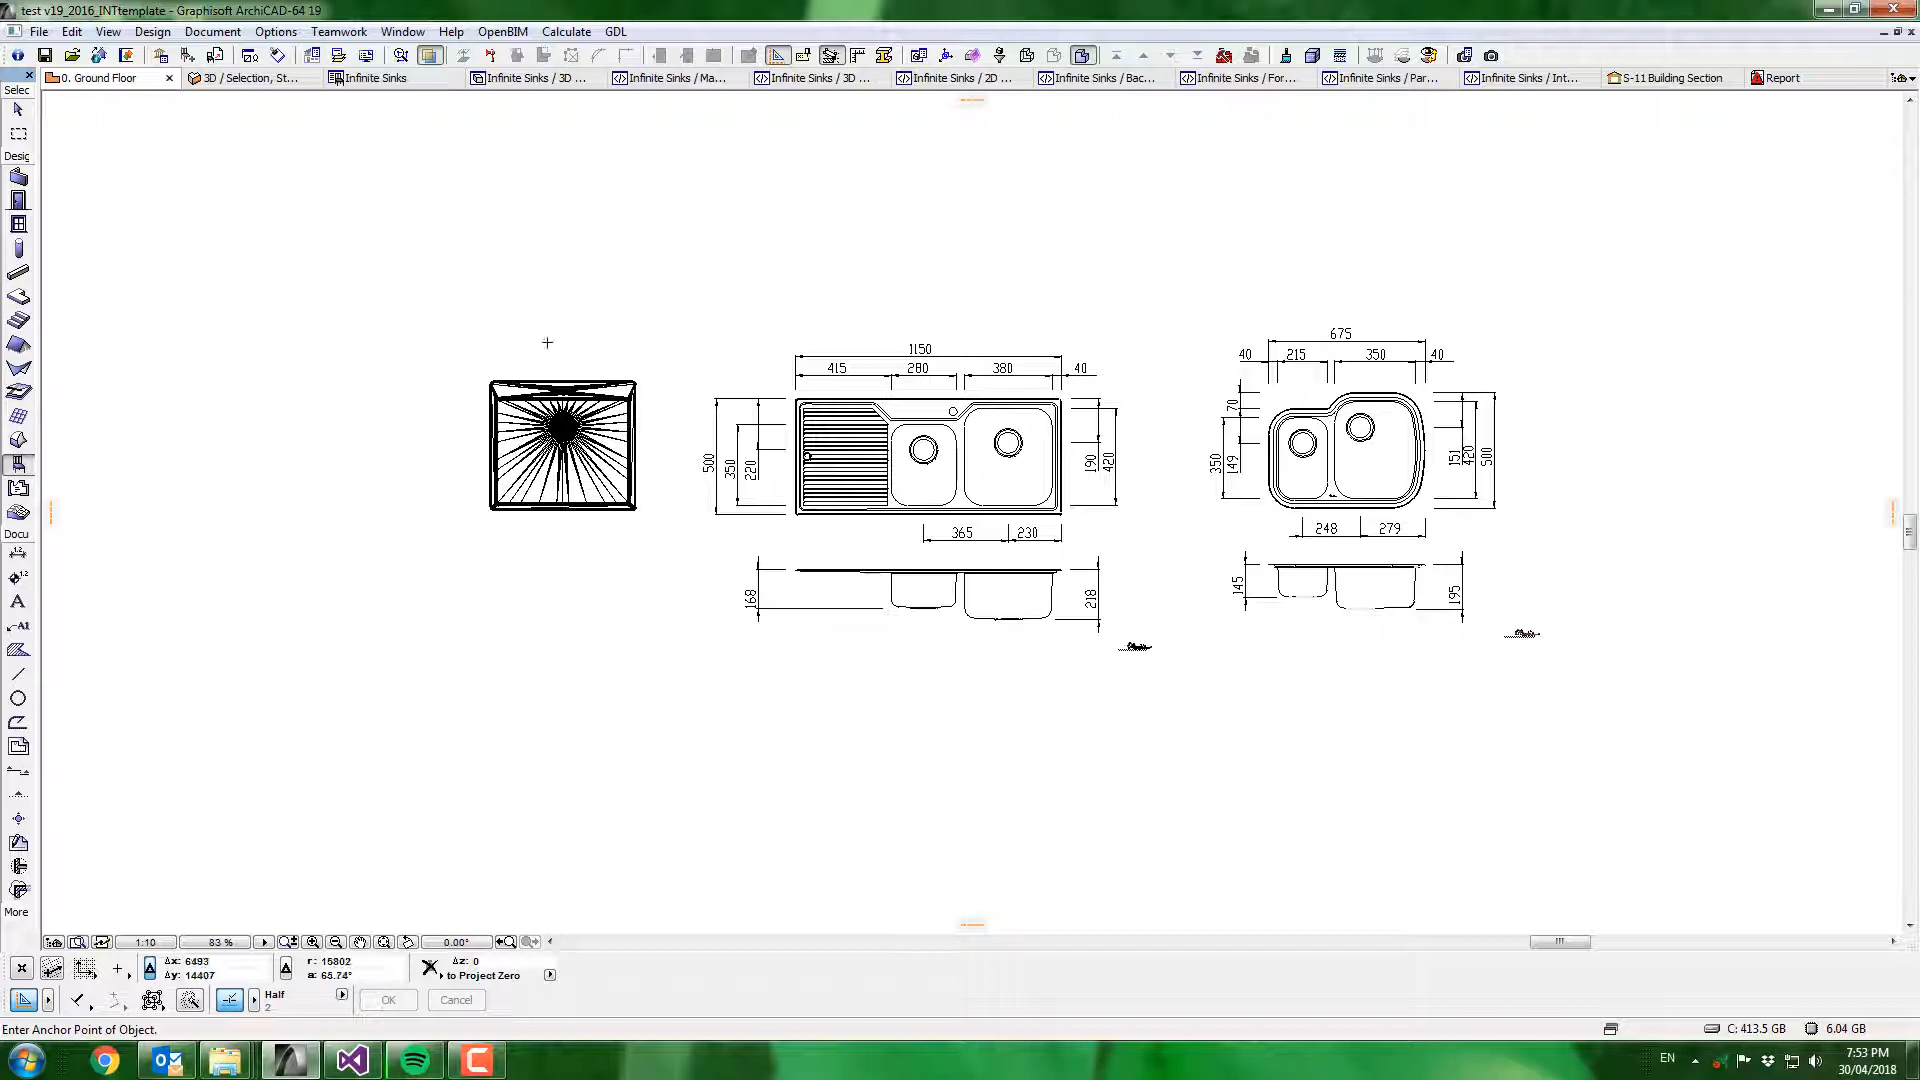 test v19_2016_INTtemplate - Graphisoft ArchiCAD-64 19
File Edit View Design Document Options Teamwork Window Help OpenBIM Calculate GDL
0. Ground Floor 3D / Selection, St... Infinite Sinks Infinite Sinks / 3D ... Infinite Sinks / Ma... Infinite Sinks / 3D ... Infinite Sinks / 2D ... Infinite Sinks / Bac... Infinite Sinks / For... Infinite Sinks / Par... Infinite Sinks / Int... S-11 Building Section Report
Selec
Desig
Docu
1.2
1.2
A
A1
More
1150
415 280 380 40
500
350
220
190
420
365 230
168
218
675
40 215 350 40
70
350
149
151
420
500
248 279
145
195
1:10 83 % 0.00°
Δx: 6493
Δy: 14407
r: 15802
a: 65.74°
Δz: 0
to Project Zero
Half
2
OK Cancel
Enter Anchor Point of Object.
C: 413.5 GB 6.04 GB
EN
7:53 PM
30/04/2018